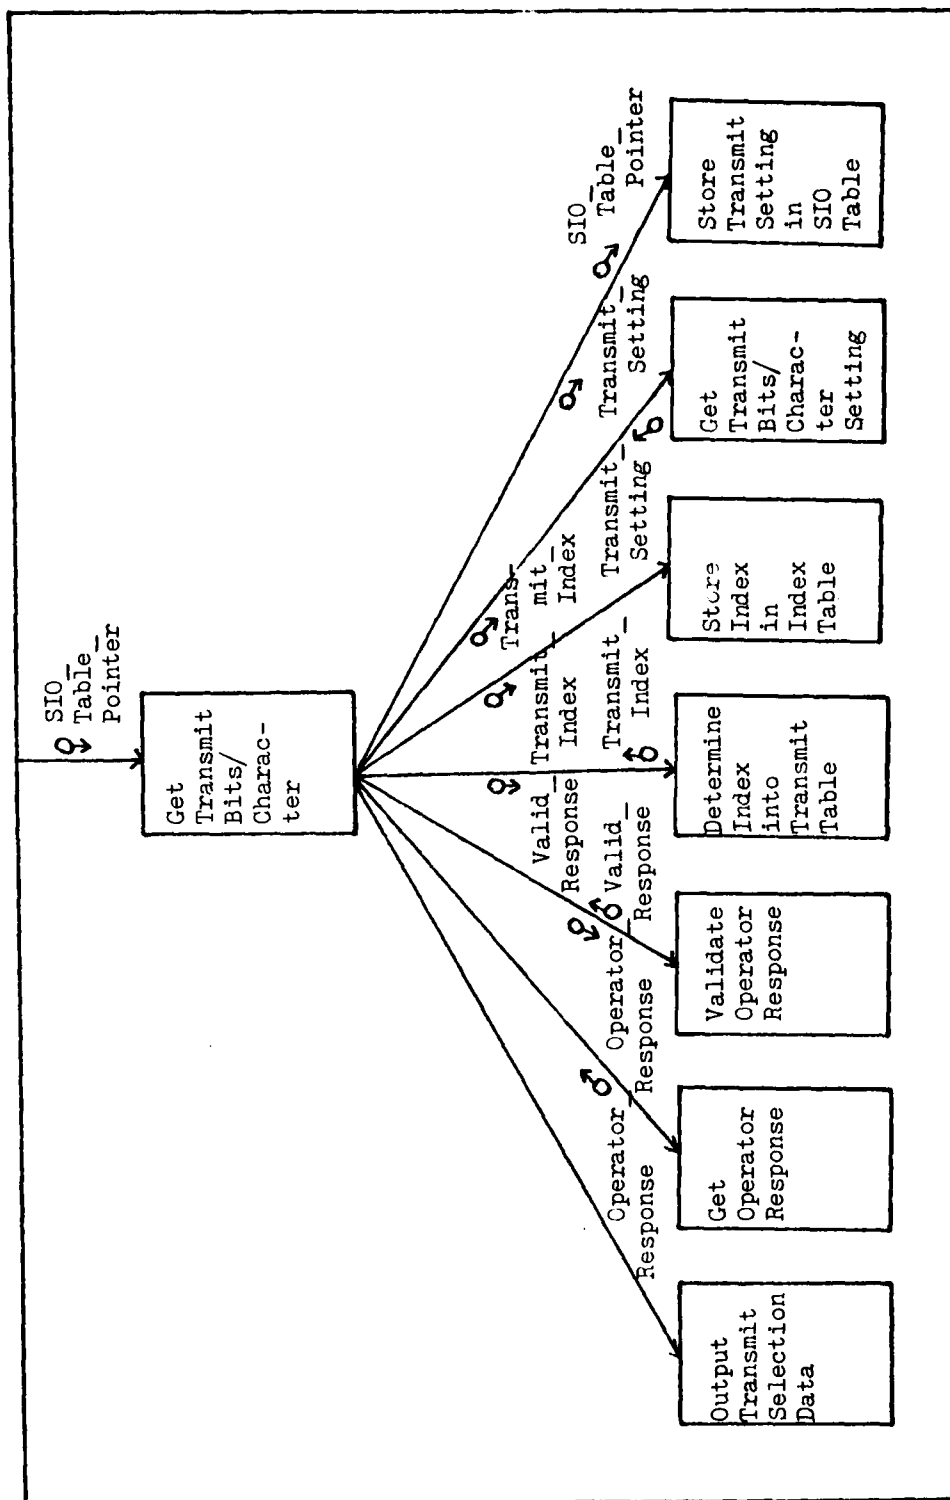 SIO_
Table_
Pointer
Get
Transmit
Bits/
Charac-
ter
Operator_
Response
Operator_
Response
Valid_
Response
Valid_
Response
Transmit_
Index
Transmit_
Index
Trans-
mit_
Index
Transmit_
Setting
Transmit_
Setting
SIO_
Table_
Pointer
Output
Transmit
Selection
Data
Get
Operator
Response
Validate
Operator
Response
Determine
Index
into
Transmit
Table
Store
Index
in
Index
Table
Get
Transmit
Bits/
Charac-
ter
Setting
Store
Transmit
Setting
in
SIO
Table